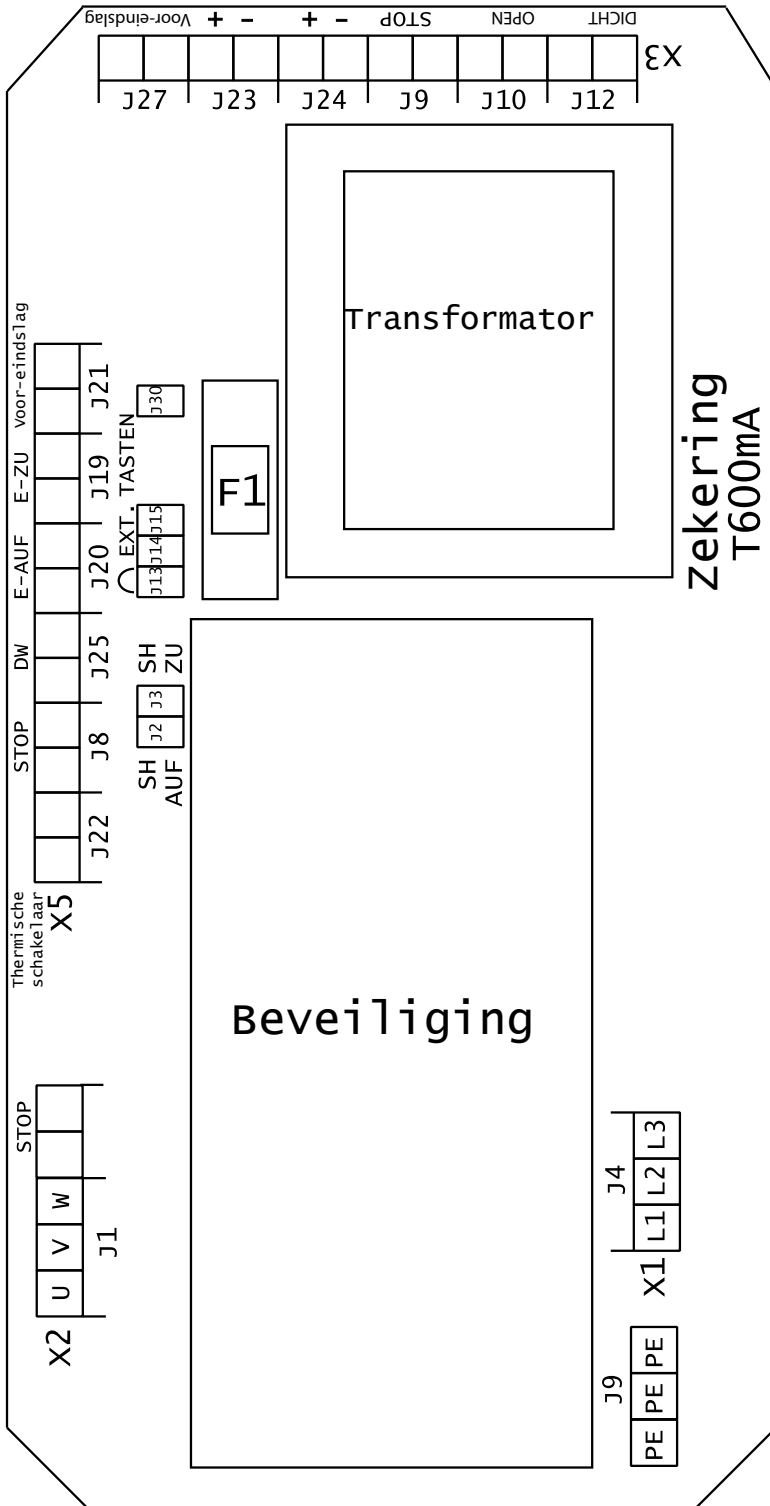 Voor-eindslag + - + - STOP OPEN DICHT
X3
J27 J23 J24 J9 J10 J12
Transformator
Zekering
T600mA
F1
Voor-eindslag
E-ZU
E-AUF
DW
STOP
J21
J19
J20
J25
J8
J22
Thermische
schakelaar
X5
J30
EXT. TASTEN
J15
J14
J13
SH
ZU
J3
J2
SH
AUF
Beveiliging
STOP
W
V
U
J1
X2
J4
L3
L2
L1
X1
J9
PE
PE
PE